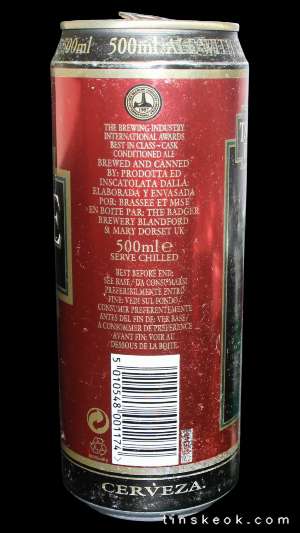 500ml
500ml ALC
1987
THE BREWING INDUSTRY
INTERNATIONAL AWARDS
BEST IN CLASS - CASK
CONDITIONED ALE
BREWED AND CANNED
BY: PRODOTTA ED
INSCATOLATA DALLA:
ELABORADA Y ENVASADA
POR: BRASSEE ET MISE
EN BOITE PAR: THE BADGER
BREWERY BLANDFORD
ST MARY DORSET UK
500ml e
SERVE CHILLED
BEST BEFORE END:
SEE BASE / DA CONSUMARSI
PREFERIBILMENTE ENTRO
FINE: VEDI SUL FONDO /
CONSUMIR PREFERENTEMENTE
ANTES DEL FIN DE: VER BASE /
A CONSOMMER DE PREFERENCE
AVANT FIN: VOIR AU
DESSOUS DE LA BOITE.
5 010548 001174
CERVEZA
tinskeok.com